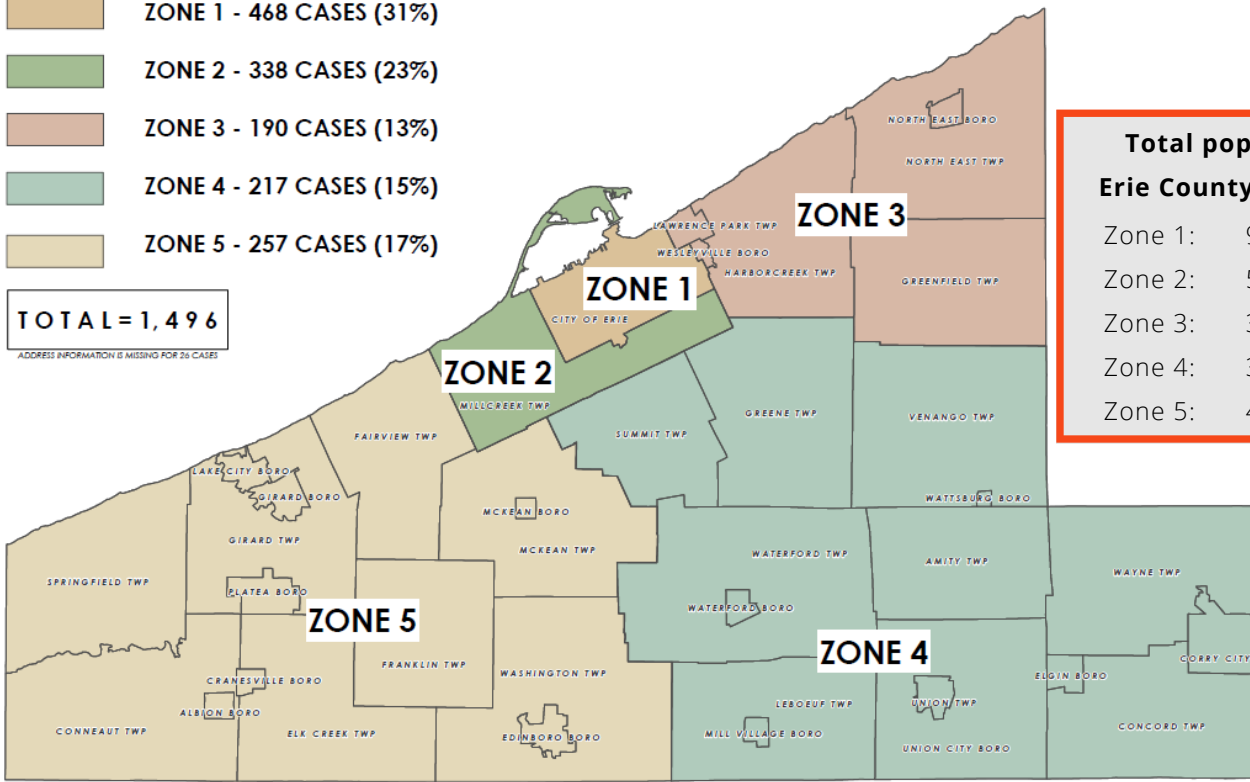 ZONE 1 - 468 CASES (31%)
ZONE 2 - 338 CASES (23%)
ZONE 3 - 190 CASES (13%)
ZONE 4 - 217 CASES (15%)
ZONE 5 - 257 CASES (17%)
TOTAL=1,496
ADDRESS INFORMATION IS MISSING FOR 26 CASES
Total pop
Erie County
Zone 1: 9
Zone 2: 5
Zone 3: 3
Zone 4: 3
Zone 5: 4
NORTH EAST BORO
NORTH EAST TWP
ZONE 3
LAWRENCE PARK TWP
WESLEYVILLE BORO
HARBORCREEK TWP
GREENFIELD TWP
ZONE 1
CITY OF ERIE
ZONE 2
MILLCREEK TWP
GREENE TWP
VENANGO TWP
SUMMIT TWP
FAIRVIEW TWP
LAKE CITY BORO
GIRARD BORO
WATTSBURG BORO
MCKEAN BORO
GIRARD TWP
MCKEAN TWP
WATERFORD TWP
AMITY TWP
WAYNE TWP
SPRINGFIELD TWP
PLATEA BORO
WATERFORD BORO
ZONE 5
ZONE 4
FRANKLIN TWP
WASHINGTON TWP
CORRY CITY
ELGIN BORO
CRANESVILLE BORO
ALBION BORO
LEBOEUF TWP
UNION TWP
CONNEAUT TWP
ELK CREEK TWP
EDINBORO BORO
MILL VILLAGE BORO
UNION CITY BORO
CONCORD TWP